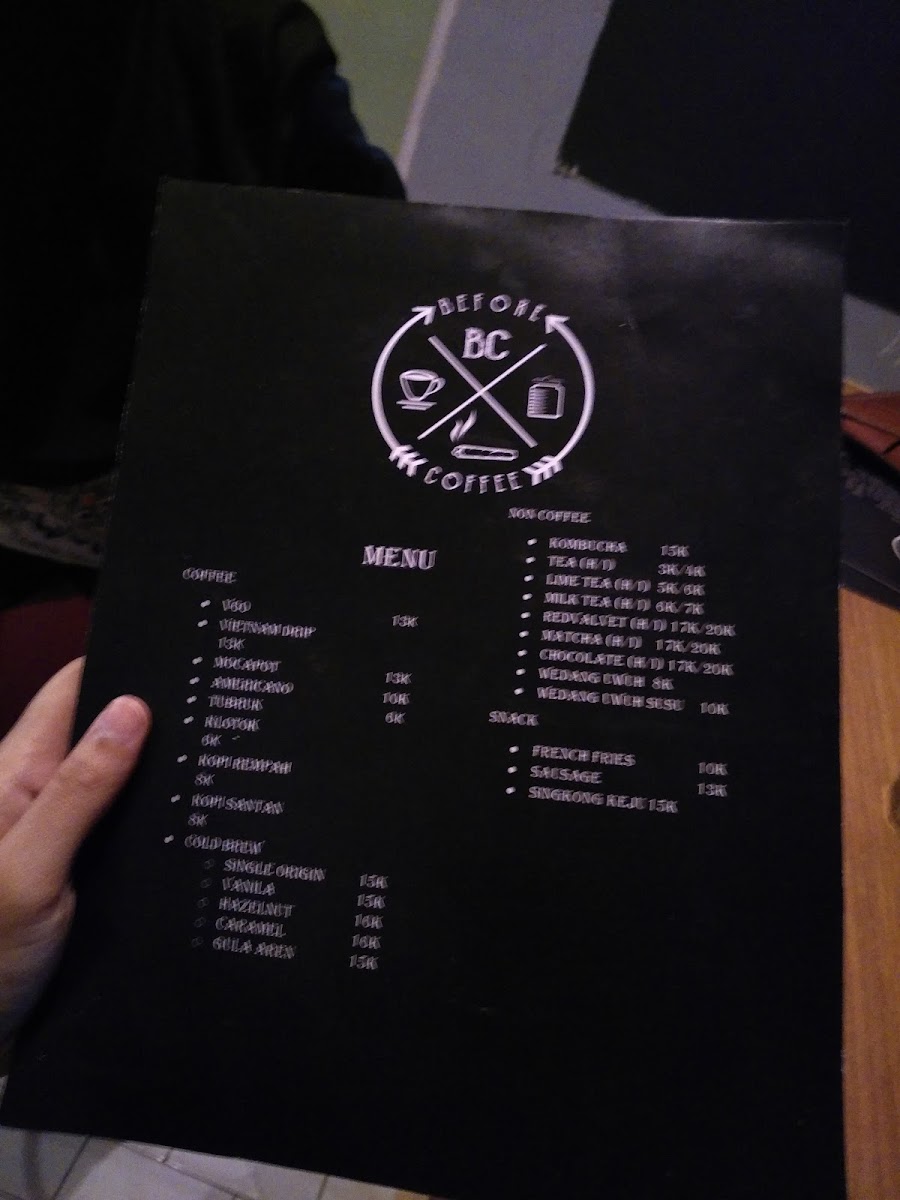 BEFORE
BC
COFFEE
MENU
COFFEE
V60 13K
VIETNAM DRIP
13K
MOCAPOT 13K
AMERICANO 10K
TUBRUK 6K
KLOTOK
6K
KOPI REMPAH
8K
KOPI SANTAN
8K
COLD BREW
SINGLE ORIGIN 15K
VANILA 15K
HAZELNUT 16K
CARAMEL 16K
GULA AREN 15K
NON COFFEE
KOMBUCHA 15K
TEA (H/I) 3K/4K
LIME TEA (H/I) 5K/6K
MILK TEA (H/I) 6K/7K
REDVALVET (H/I) 17K/20K
MATCHA (H/I) 17K/20K
CHOCOLATE (H/I) 17K/20K
WEDANG UWUH 8K
WEDANG UWUH SUSU 10K
SNACK
FRENCH FRIES 10K
SAUSAGE 13K
SINGKONG KEJU 15K